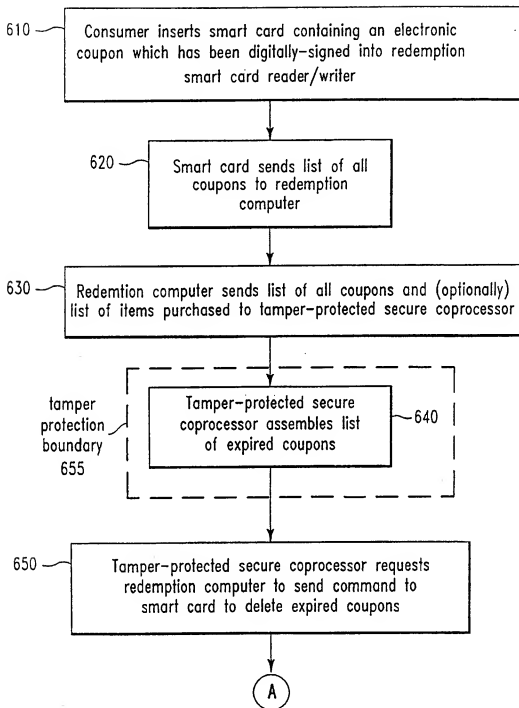 610
Consumer inserts smart card containing an electronic
coupon which has been digitally-signed into redemption
smart card reader/writer
620
Smart card sends list of all
coupons to redemption
computer
630
Redemtion computer sends list of all coupons and (optionally)
list of items purchased to tamper-protected secure coprocessor
tamper
protection
boundary
655
Tamper-protected secure
coprocessor assembles list
of expired coupons
640
650
Tamper-protected secure coprocessor requests
redemption computer to send command to
smart card to delete expired coupons
A